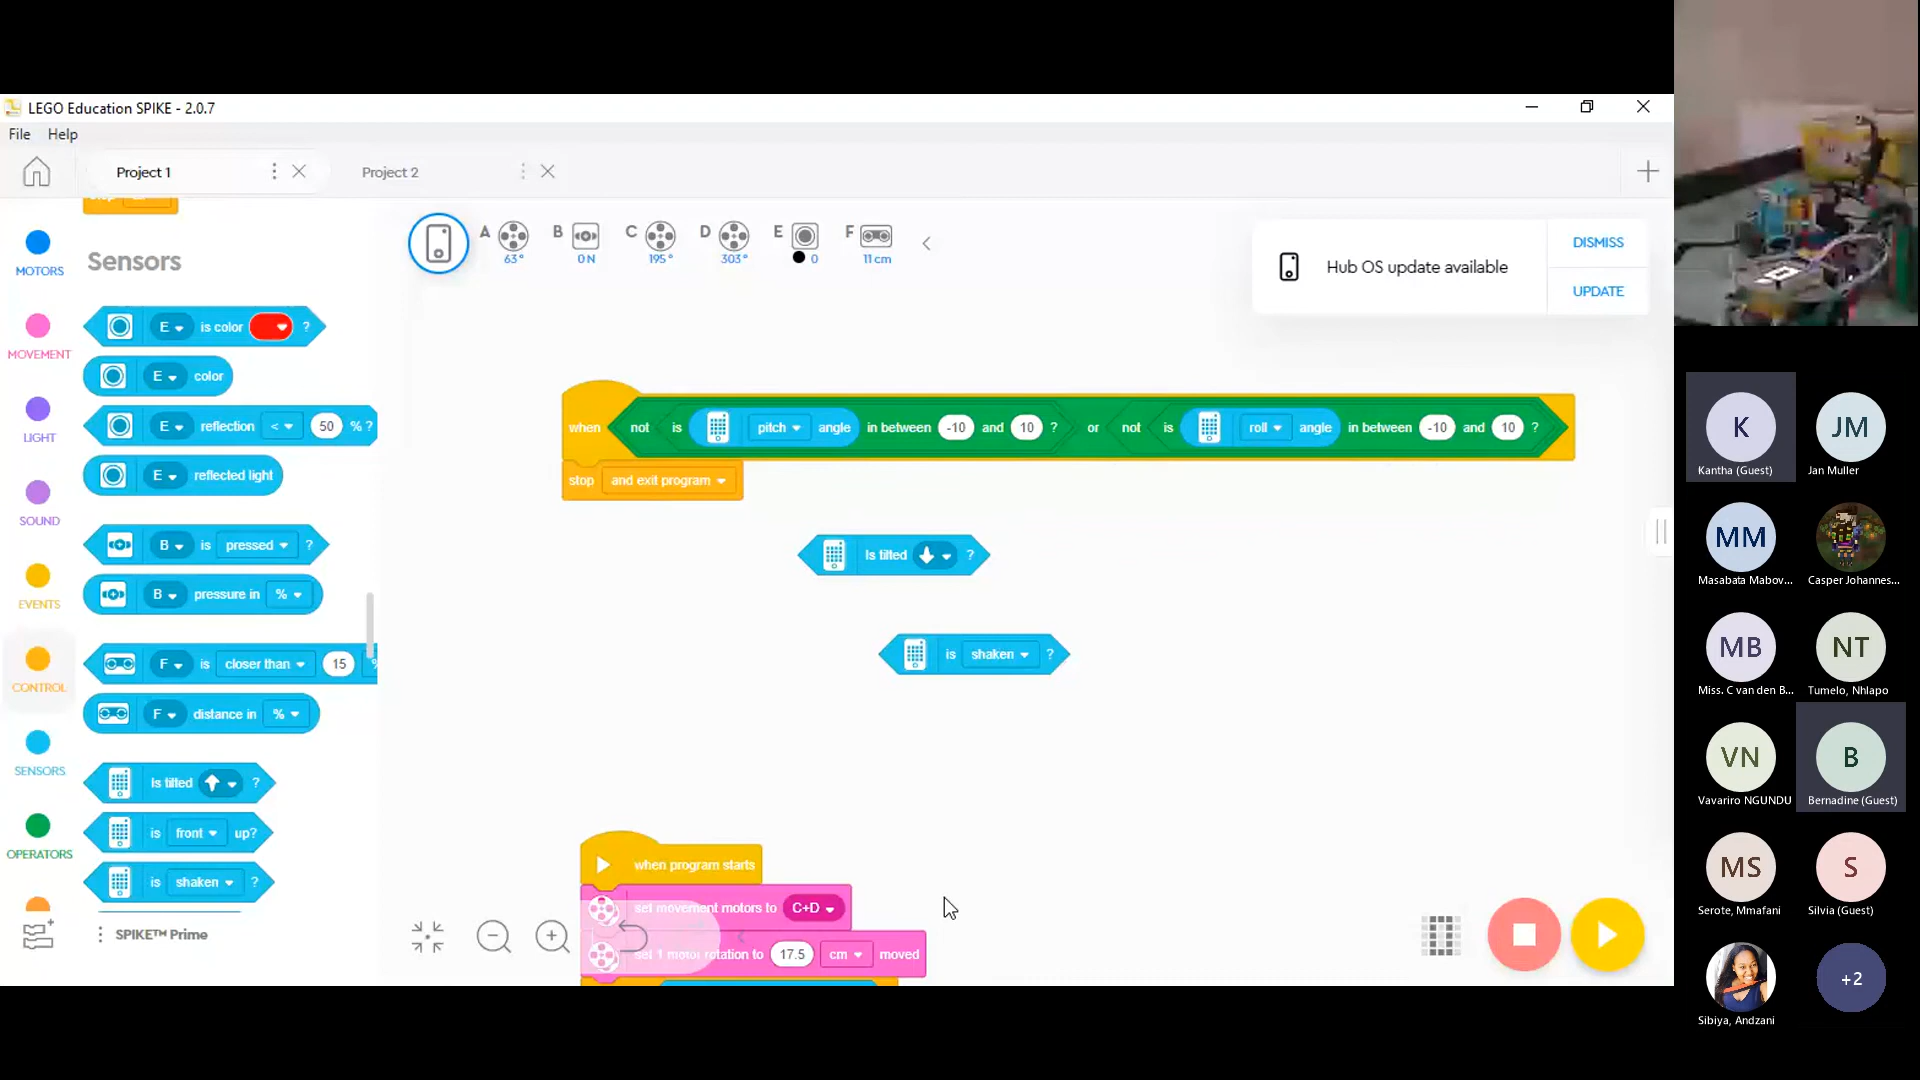 LEGO Education SPIKE - 2.0.7
File Help
Project 1
Project 2
Sensors
MOTORS
MOVEMENT
LIGHT
SOUND
EVENTS
CONTROL
SENSORS
OPERATORS
E is color ?
E color
E reflection < 50 % ?
E reflected light
B is pressed ?
B pressure in %
F is closer than 15 %
F distance in %
Is tilted ?
is front up?
is shaken ?
SPIKE™ Prime
A B C D E F
63° 0 N 195° 303° 0 11 cm
Hub OS update available
DISMISS
UPDATE
when not is pitch angle in between -10 and 10 ? or not is roll angle in between -10 and 10 ?
stop and exit program
Is tilted ?
is shaken ?
when program starts
set movement motors to C+D
set 1 motor rotation to 17.5 cm moved
K JM
Kantha (Guest) Jan Muller
MM
Masabata Mabov... Casper Johannes...
MB NT
Miss. C van den B... Tumelo, Nhlapo
VN B
Vavariro NGUNDU Bernadine (Guest)
MS S
Serote, Mmafani Silvia (Guest)
+2
Sibiya, Andzani